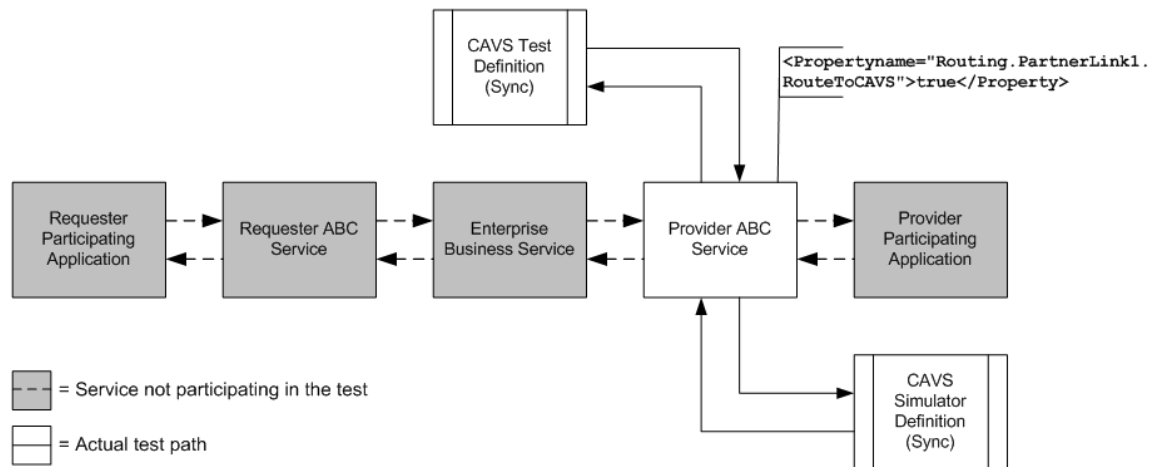 CAVS Test
Definition
(Sync)
<Propertyname="Routing.PartnerLink1.
RouteToCAVS">true</Property>
Requester
Participating
Application
Requester ABC
Service
Enterprise
Business Service
Provider ABC
Service
Provider
Participating
Application
= Service not participating in the test
= Actual test path
CAVS
Simulator
Definition
(Sync)